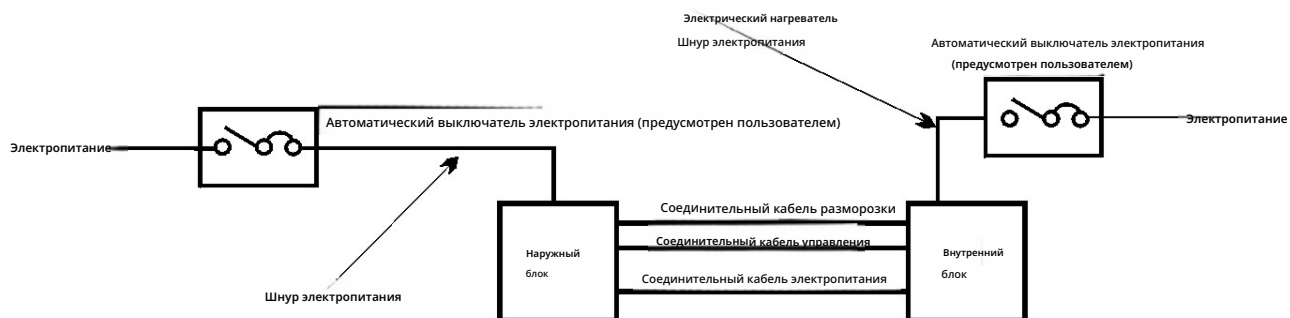 Электрический нагреватель
Шнур электропитания
Автоматический выключатель электропитания
(предусмотрен пользователем)
Автоматический выключатель электропитания (предусмотрен пользователем)
Электропитание
Электропитание
Соединительный кабель разморозки
Соединительный кабель управления
Наружный
блок
Внутренний
блок
Соединительный кабель электропитания
Шнур электропитания